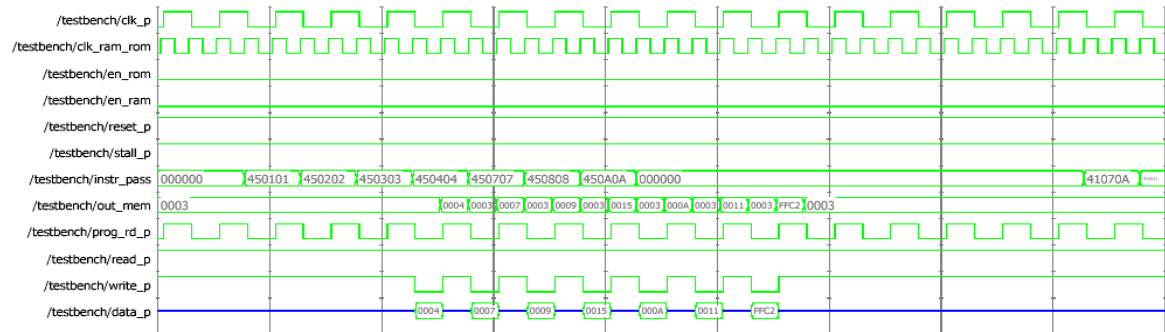 /testbench/clk_p
/testbench/clk_ram_rom
/testbench/en_rom
/testbench/en_ram
/testbench/reset_p
/testbench/stall_p
/testbench/instr_pass 000000 450101 450202 450303 450404 450707 450808 450A0A 000000 41070A
/testbench/out_mem 0003 0004 0003 0007 0003 0009 0003 0015 0003 000A 0003 0011 0003 FFC2 0003
/testbench/prog_rd_p
/testbench/read_p
/testbench/write_p
/testbench/data_p 0004 0007 0009 0015 000A 0011 FFC2